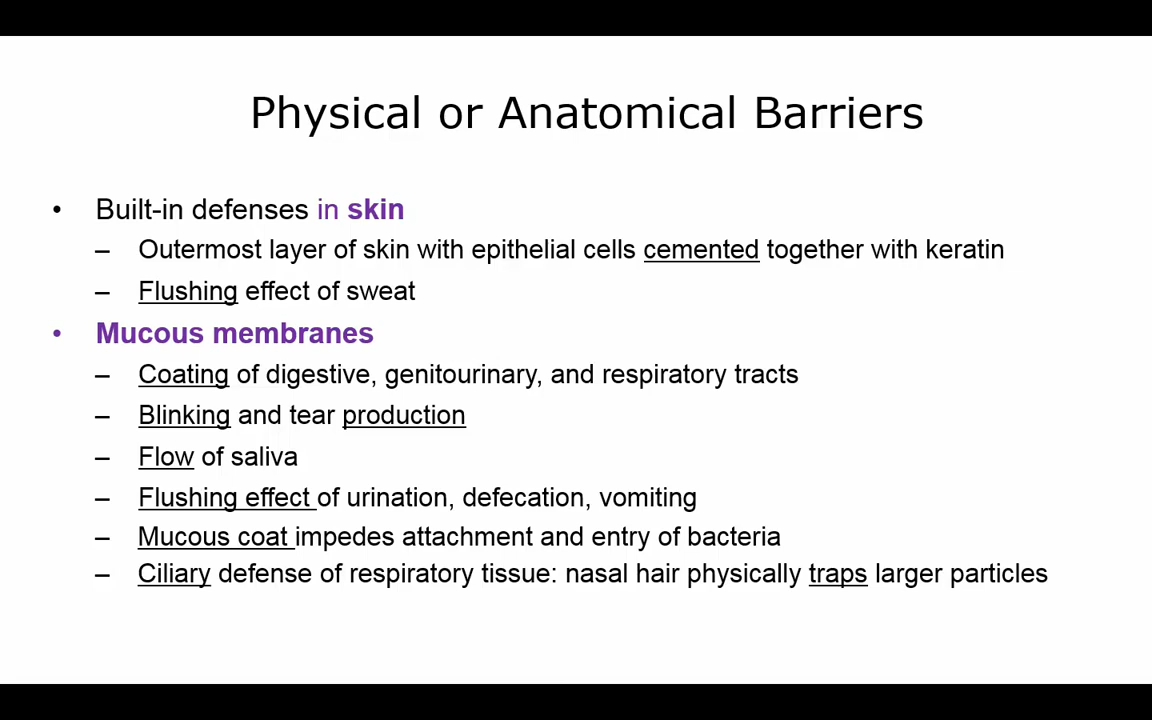 Physical or Anatomical Barriers
• Built-in defenses in skin
– Outermost layer of skin with epithelial cells cemented together with keratin
– Flushing effect of sweat
• Mucous membranes
– Coating of digestive, genitourinary, and respiratory tracts
– Blinking and tear production
– Flow of saliva
– Flushing effect of urination, defecation, vomiting
– Mucous coat impedes attachment and entry of bacteria
– Ciliary defense of respiratory tissue: nasal hair physically traps larger particles